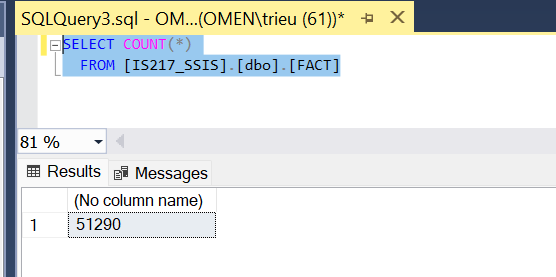 SQLQuery3.sql - OM...(OMEN\trieu (61))*
SELECT COUNT(*)
FROM [IS217_SSIS].[dbo].[FACT]
81 %
Results Messages
(No column name)
1 51290